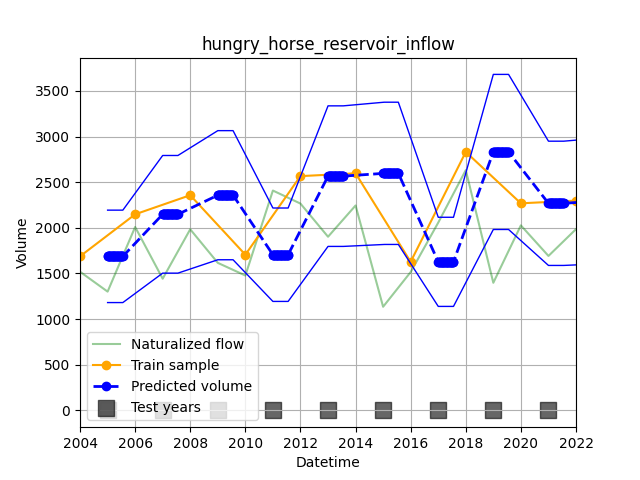 hungry_horse_reservoir_inflow
Volume
3500
3000
2500
2000
1500
1000
500
0
Naturalized flow
Train sample
Predicted volume
Test years
2004 2006 2008 2010 2012 2014 2016 2018 2020 2022
Datetime